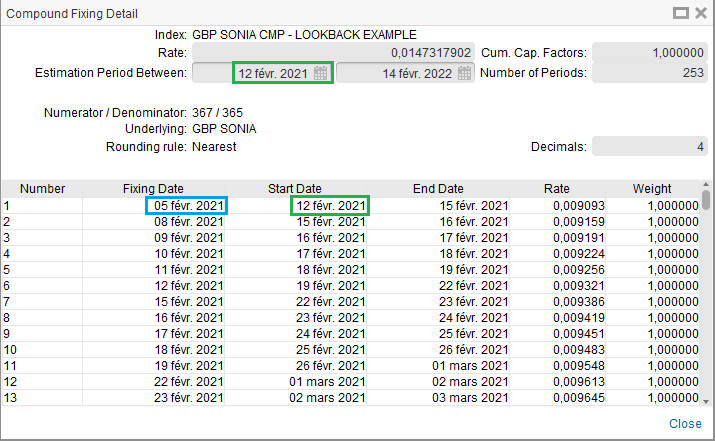 Compound Fixing Detail
Index: GBP SONIA CMP - LOOKBACK EXAMPLE
Rate: 0,0147317902 Cum. Cap. Factors: 1,000000
Estimation Period Between: 12 févr. 2021 14 févr. 2022 Number of Periods: 253
Numerator / Denominator: 367 / 365
Underlying: GBP SONIA
Rounding rule: Nearest Decimals: 4
Number Fixing Date Start Date End Date Rate Weight
1 05 févr. 2021 12 févr. 2021 15 févr. 2021 0,009093 1,000000
2 08 févr. 2021 15 févr. 2021 16 févr. 2021 0,009159 1,000000
3 09 févr. 2021 16 févr. 2021 17 févr. 2021 0,009191 1,000000
4 10 févr. 2021 17 févr. 2021 18 févr. 2021 0,009224 1,000000
5 11 févr. 2021 18 févr. 2021 19 févr. 2021 0,009256 1,000000
6 12 févr. 2021 19 févr. 2021 22 févr. 2021 0,009321 1,000000
7 15 févr. 2021 22 févr. 2021 23 févr. 2021 0,009386 1,000000
8 16 févr. 2021 23 févr. 2021 24 févr. 2021 0,009419 1,000000
9 17 févr. 2021 24 févr. 2021 25 févr. 2021 0,009451 1,000000
10 18 févr. 2021 25 févr. 2021 26 févr. 2021 0,009483 1,000000
11 19 févr. 2021 26 févr. 2021 01 mars 2021 0,009548 1,000000
12 22 févr. 2021 01 mars 2021 02 mars 2021 0,009613 1,000000
13 23 févr. 2021 02 mars 2021 03 mars 2021 0,009645 1,000000
Close